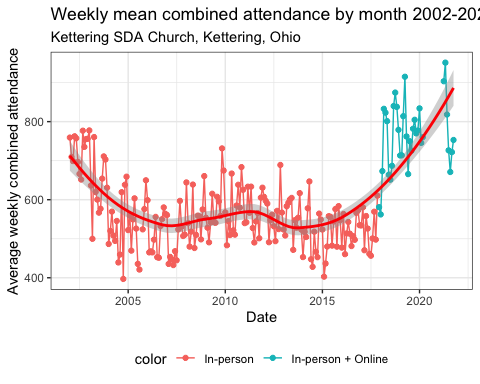 Weekly mean combined attendance by month 2002-202
Kettering SDA Church, Kettering, Ohio
Average weekly combined attendance
800
600
400
2005
2010
2015
2020
Date
color
In-person
In-person + Online